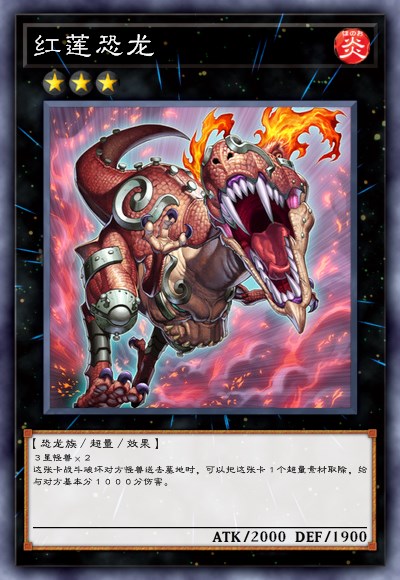 红莲恐龙
ほのお
炎
【恐龙族／超量／效果】
３星怪兽×２
这张卡战斗破坏对方怪兽送去墓地时，可以把这张卡１个超量素材取除，给
与对方基本分１０００分伤害。
ATK/2000 DEF/1900